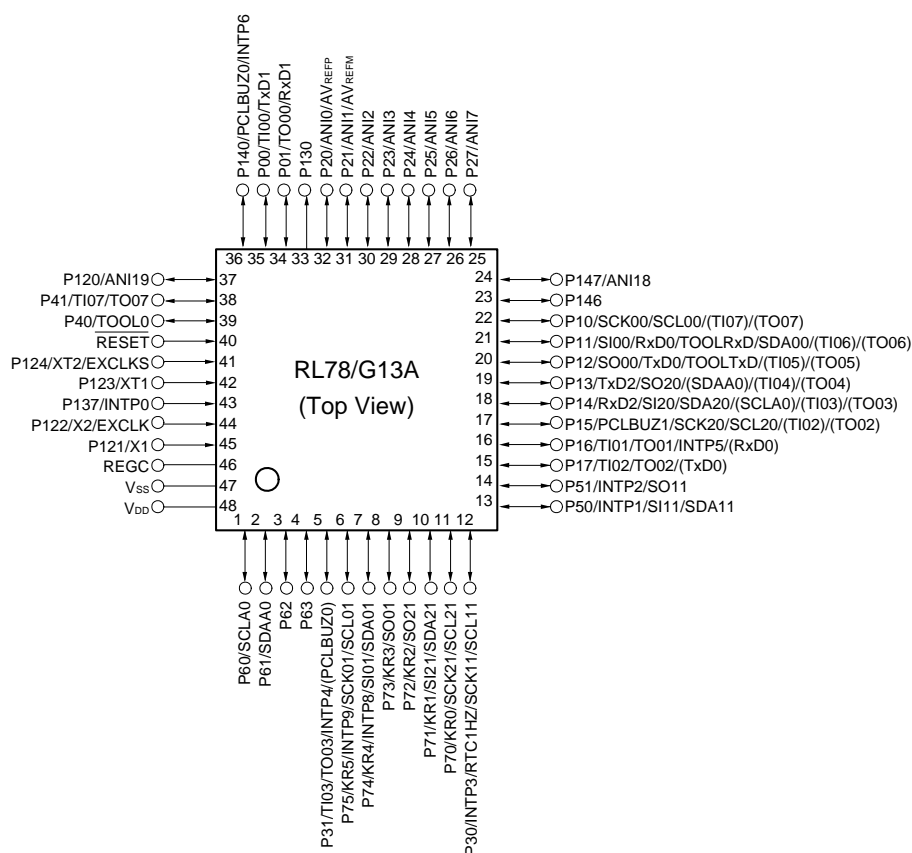 P140/PCLBUZ0/INTP6
P00/TI00/TxD1
P01/TO00/RxD1
P130
P20/ANI0/AVREFP
P21/ANI1/AVREFM
P22/ANI2
P23/ANI3
P24/ANI4
P25/ANI5
P26/ANI6
P27/ANI7
36 35 34 33 32 31 30 29 28 27 26 25
P120/ANI19 37
P41/TI07/TO07 38
P40/TOOL0 39
RESET 40
P124/XT2/EXCLKS 41
P123/XT1 42
P137/INTP0 43
P122/X2/EXCLK 44
P121/X1 45
REGC 46
VSS 47
VDD 48
RL78/G13A
(Top View)
24 P147/ANI18
23 P146
22 P10/SCK00/SCL00/(TI07)/(TO07)
21 P11/SI00/RxD0/TOOLRxD/SDA00/(TI06)/(TO06)
20 P12/SO00/TxD0/TOOLTxD/(TI05)/(TO05)
19 P13/TxD2/SO20/(SDAA0)/(TI04)/(TO04)
18 P14/RxD2/SI20/SDA20/(SCLA0)/(TI03)/(TO03)
17 P15/PCLBUZ1/SCK20/SCL20/(TI02)/(TO02)
16 P16/TI01/TO01/INTP5/(RxD0)
15 P17/TI02/TO02/(TxD0)
14 P51/INTP2/SO11
13 P50/INTP1/SI11/SDA11
1 2 3 4 5 6 7 8 9 10 11 12
P60/SCLA0
P61/SDAA0
P62
P63
P31/TI03/TO03/INTP4/(PCLBUZ0)
P75/KR5/INTP9/SCK01/SCL01
P74/KR4/INTP8/SI01/SDA01
P73/KR3/SO01
P72/KR2/SO21
P71/KR1/SI21/SDA21
P70/KR0/SCK21/SCL21
P30/INTP3/RTC1HZ/SCK11/SCL11